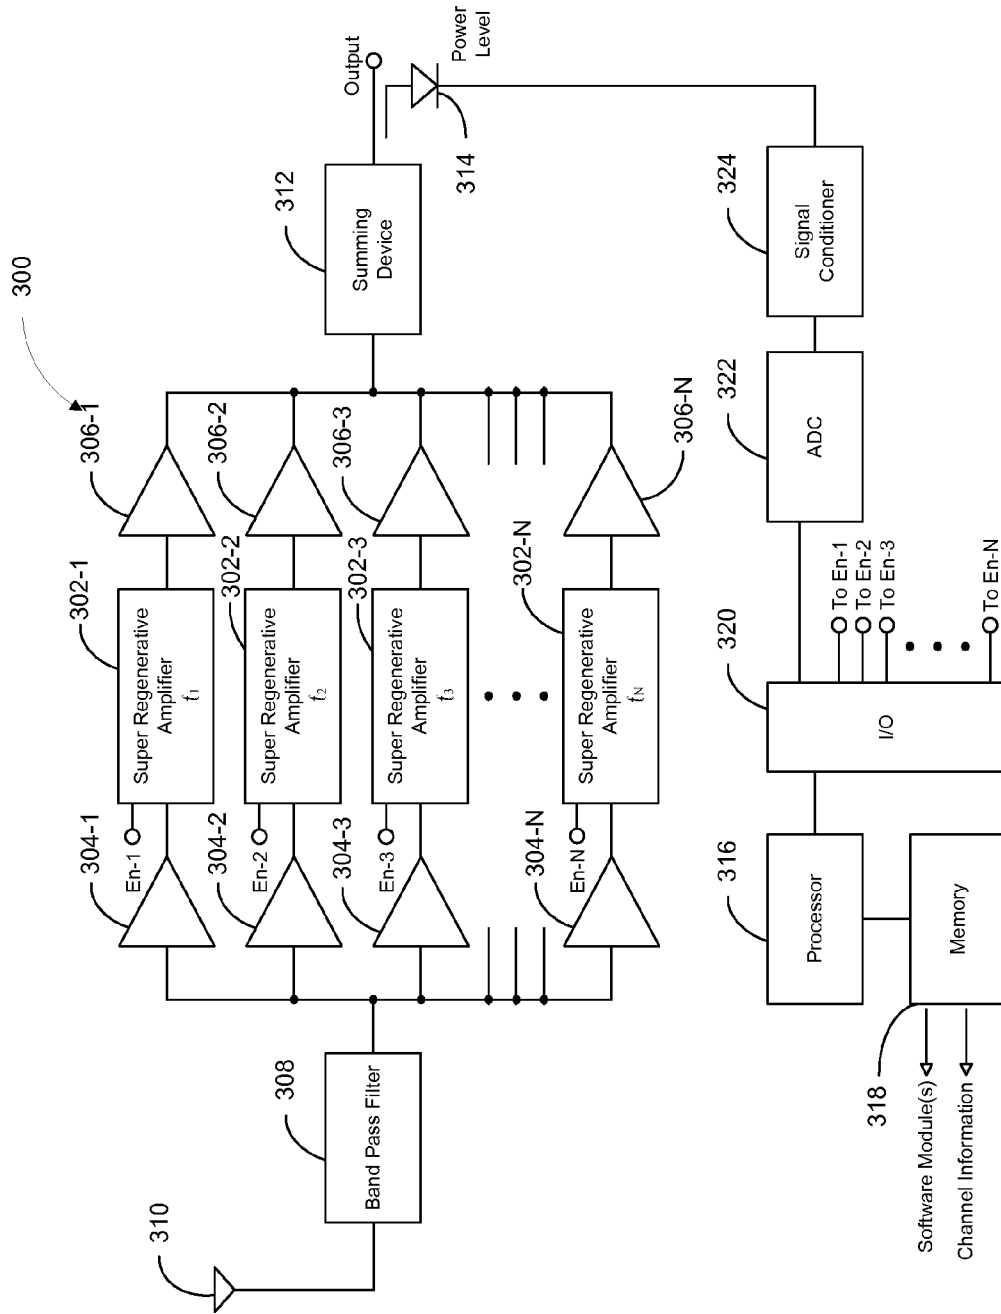 300
310
308
Band Pass Filter
304-1
304-2
304-3
304-N
En-1
En-2
En-3
En-N
302-1
Super Regenerative
Amplifier
f1
302-2
Super Regenerative
Amplifier
f2
302-3
Super Regenerative
Amplifier
f3
302-N
Super Regenerative
Amplifier
fN
306-1
306-2
306-3
306-N
312
Summing
Device
Output
314
Power
Level
316
Processor
318
Memory
Software Module(s)
Channel Information
320
I/O
To En-1
To En-2
To En-3
To En-N
322
ADC
324
Signal
Conditioner